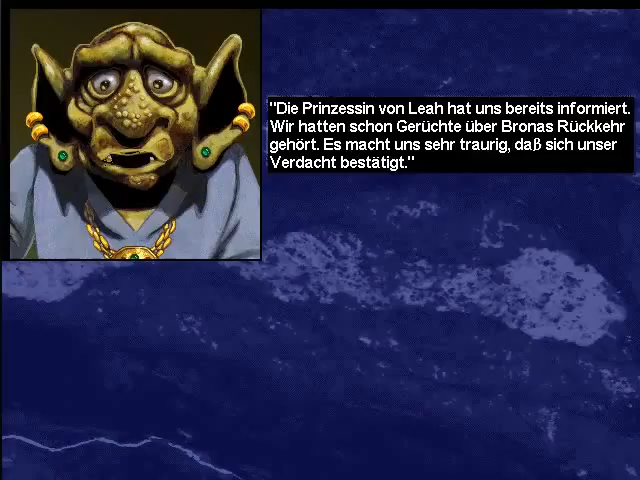 "Die Prinzessin von Leah hat uns bereits informiert.
Wir hatten schon Gerüchte über Bronas Rückkehr
gehört. Es macht uns sehr traurig, daß sich unser
Verdacht bestätigt."